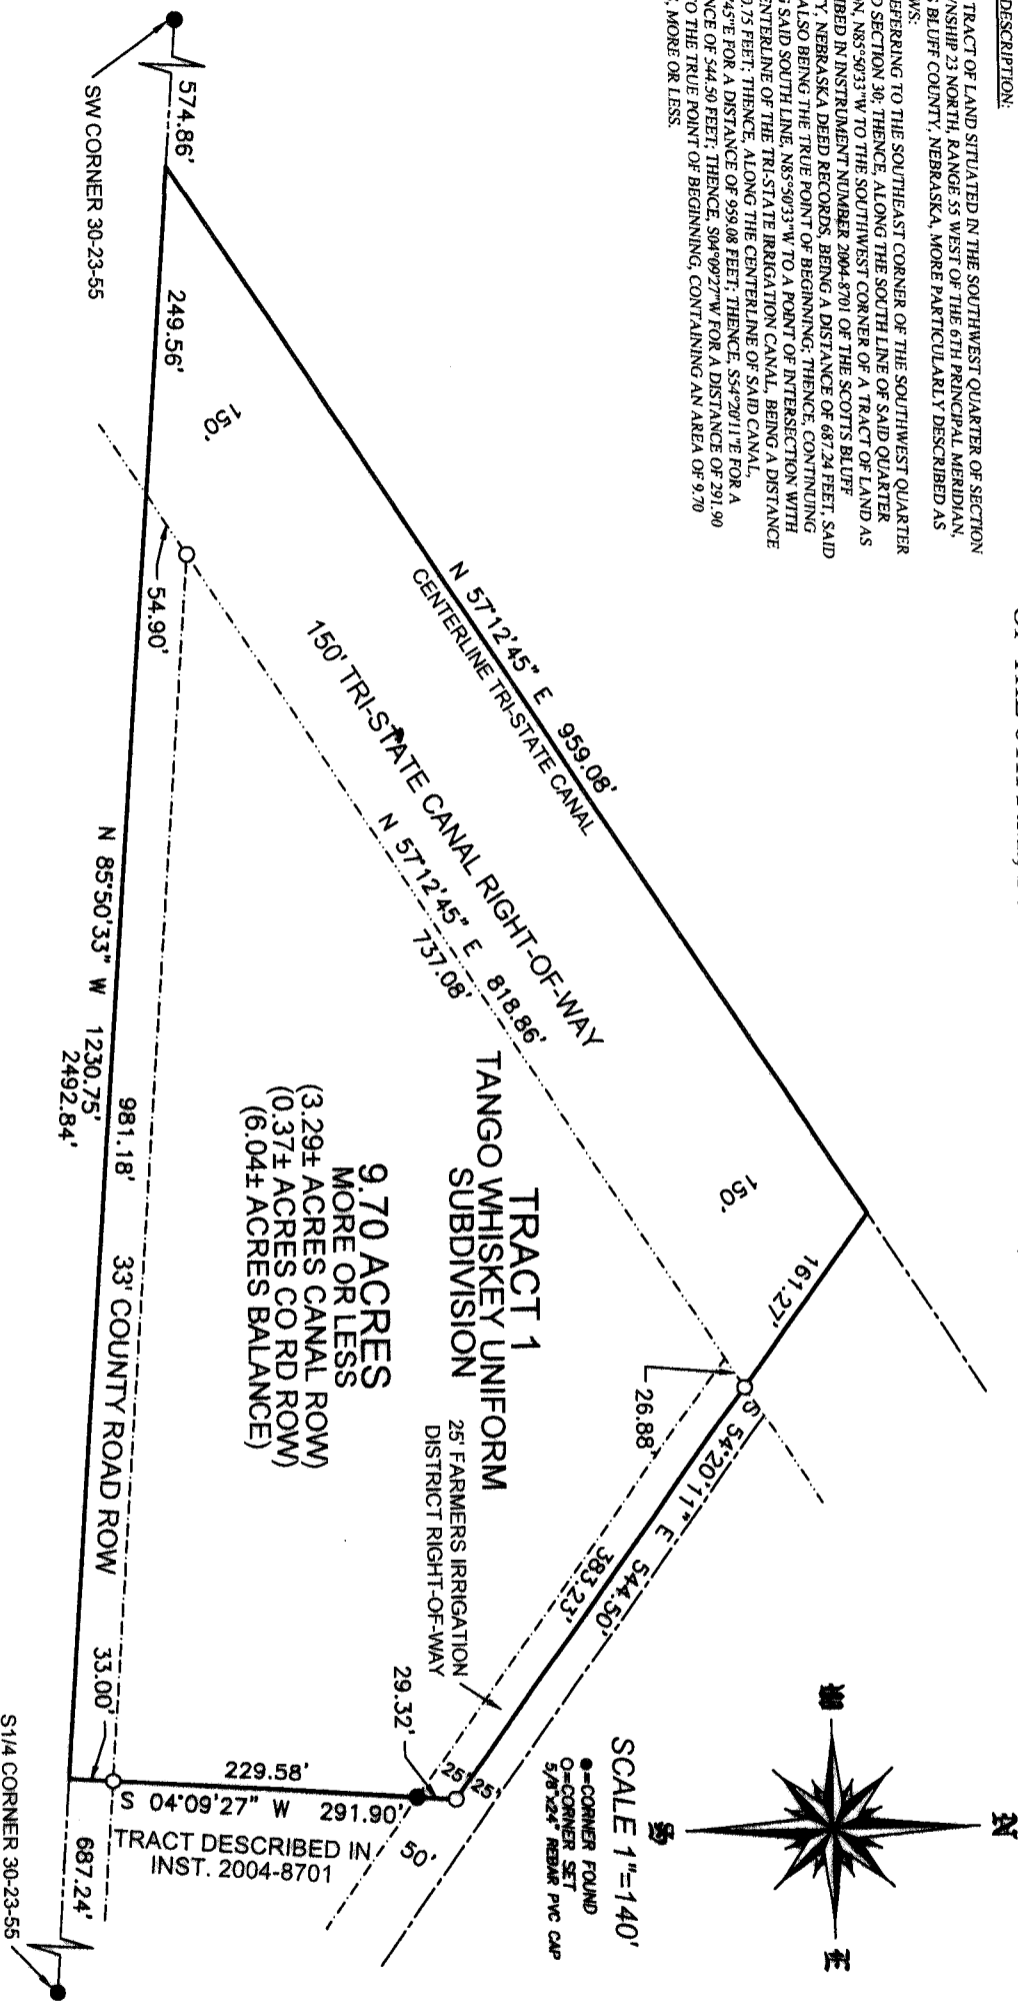 DESCRIPTION:
TRACT OF LAND SITUATED IN THE SOUTHWEST QUARTER OF SECTION
NSHIP 23 NORTH, RANGE 55 WEST OF THE 6TH PRINCIPAL MERIDIAN,
BLUFF COUNTY, NEBRASKA, MORE PARTICULARLY DESCRIBED AS
WS:
EFERRING TO THE SOUTHEAST CORNER OF THE SOUTHWEST QUARTER
D SECTION 30; THENCE, ALONG THE SOUTH LINE OF SAID QUARTER
ON, N85°50'33"W TO THE SOUTHWEST CORNER OF A TRACT OF LAND AS
IBED IN INSTRUMENT NUMBER 2004-8701 OF THE SCOTTS BLUFF
Y, NEBRASKA DEED RECORDS, BEING A DISTANCE OF 687.24 FEET, SAID
ALSO BEING THE TRUE POINT OF BEGINNING; THENCE, CONTINUING
G SAID SOUTH LINE, N85°50'33"W TO A POINT OF INTERSECTION WITH
ENTERLINE OF THE TRI-STATE IRRIGATION CANAL, BEING A DISTANCE
0.75 FEET; THENCE, ALONG THE CENTERLINE OF SAID CANAL,
'45"E FOR A DISTANCE OF 959.08 FEET; THENCE, S54°20'11"E FOR A
NCE OF 544.50 FEET; THENCE, S04°09'27"W FOR A DISTANCE OF 291.90
TO THE TRUE POINT OF BEGINNING, CONTAINING AN AREA OF 9.70
, MORE OR LESS.
N
SCALE 1"=140'
●=CORNER FOUND
O=CORNER SET
5/8"x24" REBAR PVC CAP
N 57°12'45" E 959.08'
CENTERLINE TRI-STATE CANAL
150'
150'
161.27'
150' TRI-STATE CANAL RIGHT-OF-WAY
N 57°12'45" E 818.86'
737.08'
26.88'
S 54°20'11" E 544.50'
383.23'
TRACT 1
TANGO WHISKEY UNIFORM
SUBDIVISION
25' FARMERS IRRIGATION
DISTRICT RIGHT-OF-WAY
9.70 ACRES
MORE OR LESS
(3.29± ACRES CANAL ROW)
(0.37± ACRES CO RD ROW)
(6.04± ACRES BALANCE)
29.32'
25' 25'
50'
229.58'
S 04°09'27" W 291.90'
TRACT DESCRIBED IN
INST. 2004-8701
574.86'
249.56'
54.90'
981.18' 33' COUNTY ROAD ROW 33.00'
N 85°50'33" W 1230.75'
2492.84'
687.24'
SW CORNER 30-23-55
S1/4 CORNER 30-23-55